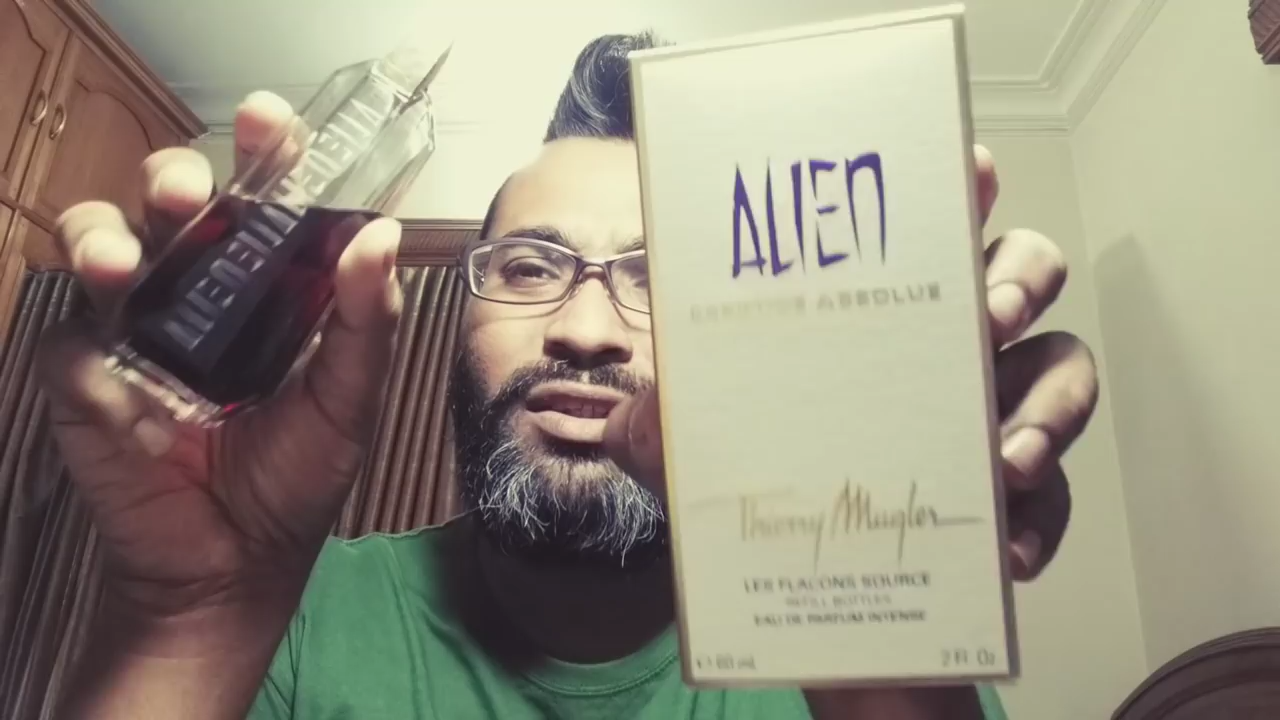 ALIEN
ESSENCE ABSOLUE
Thierry Mugler
LES FLACONS SOURCE
REFILL BOTTLES
EAU DE PARFUM INTENSE
60 mL
2 Fl. Oz